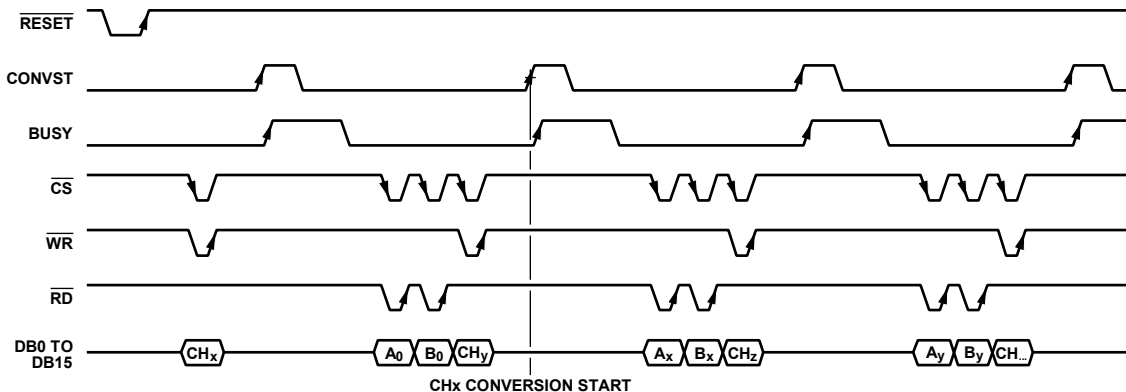 RESET
CONVST
BUSY
CS
WR
RD
DB0 TO
DB15
CHx A0 B0 CHy Ax Bx CHz Ay By CH...
CHx CONVERSION START